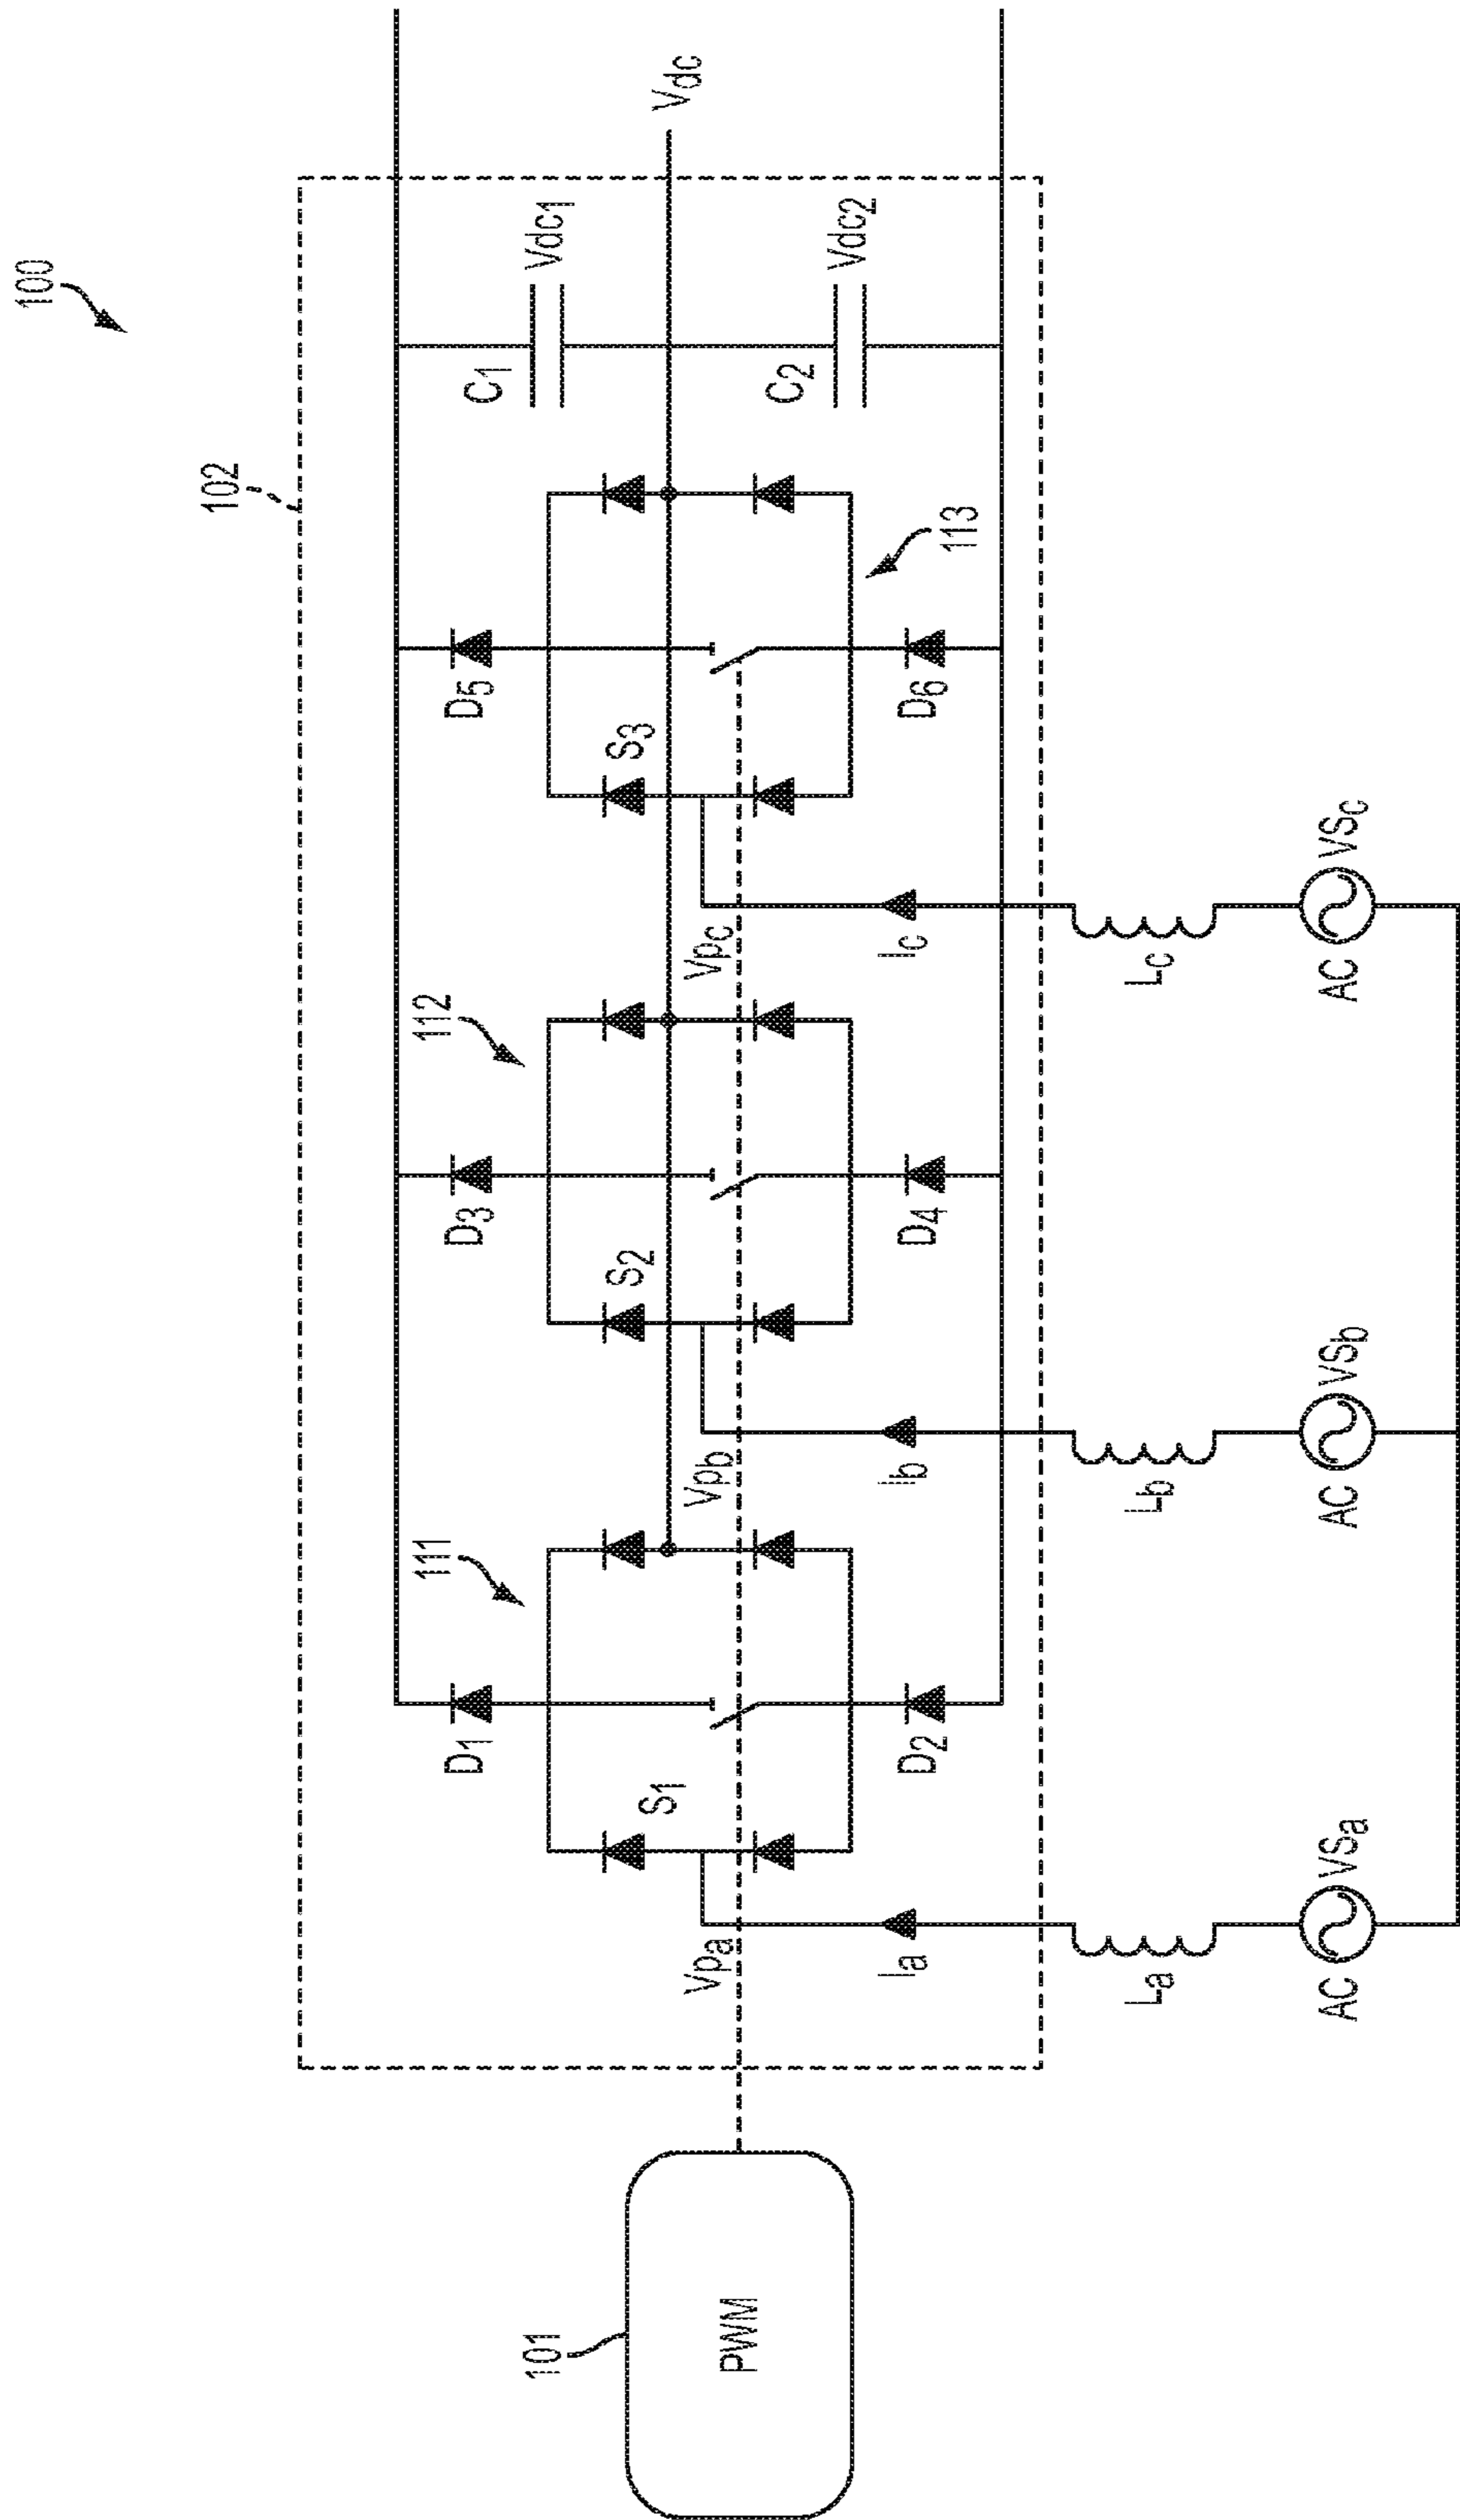 100
102
101
PWM
111
112
113
D1
D3
D5
S1
S2
S3
D2
D4
D6
C1
Vdc1
C2
Vdc2
Vdc
Vpa
Vpb
Vpc
Ia
Ib
Ic
La
Lb
Lc
AC
VSa
AC
VSb
AC
VSc